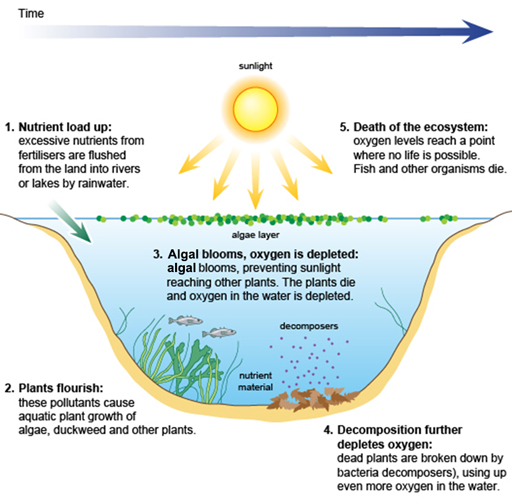 Time
sunlight
1. Nutrient load up:
excessive nutrients from
fertilisers are flushed
from the land into rivers
or lakes by rainwater.
5. Death of the ecosystem:
oxygen levels reach a point
where no life is possible.
Fish and other organisms die.
algae layer
3. Algal blooms, oxygen is depleted:
algal blooms, preventing sunlight
reaching other plants. The plants die
and oxygen in the water is depleted.
decomposers
nutrient
material
2. Plants flourish:
these pollutants cause
aquatic plant growth of
algae, duckweed and other plants.
4. Decomposition further
depletes oxygen:
dead plants are broken down by
bacteria decomposers), using up
even more oxygen in the water.